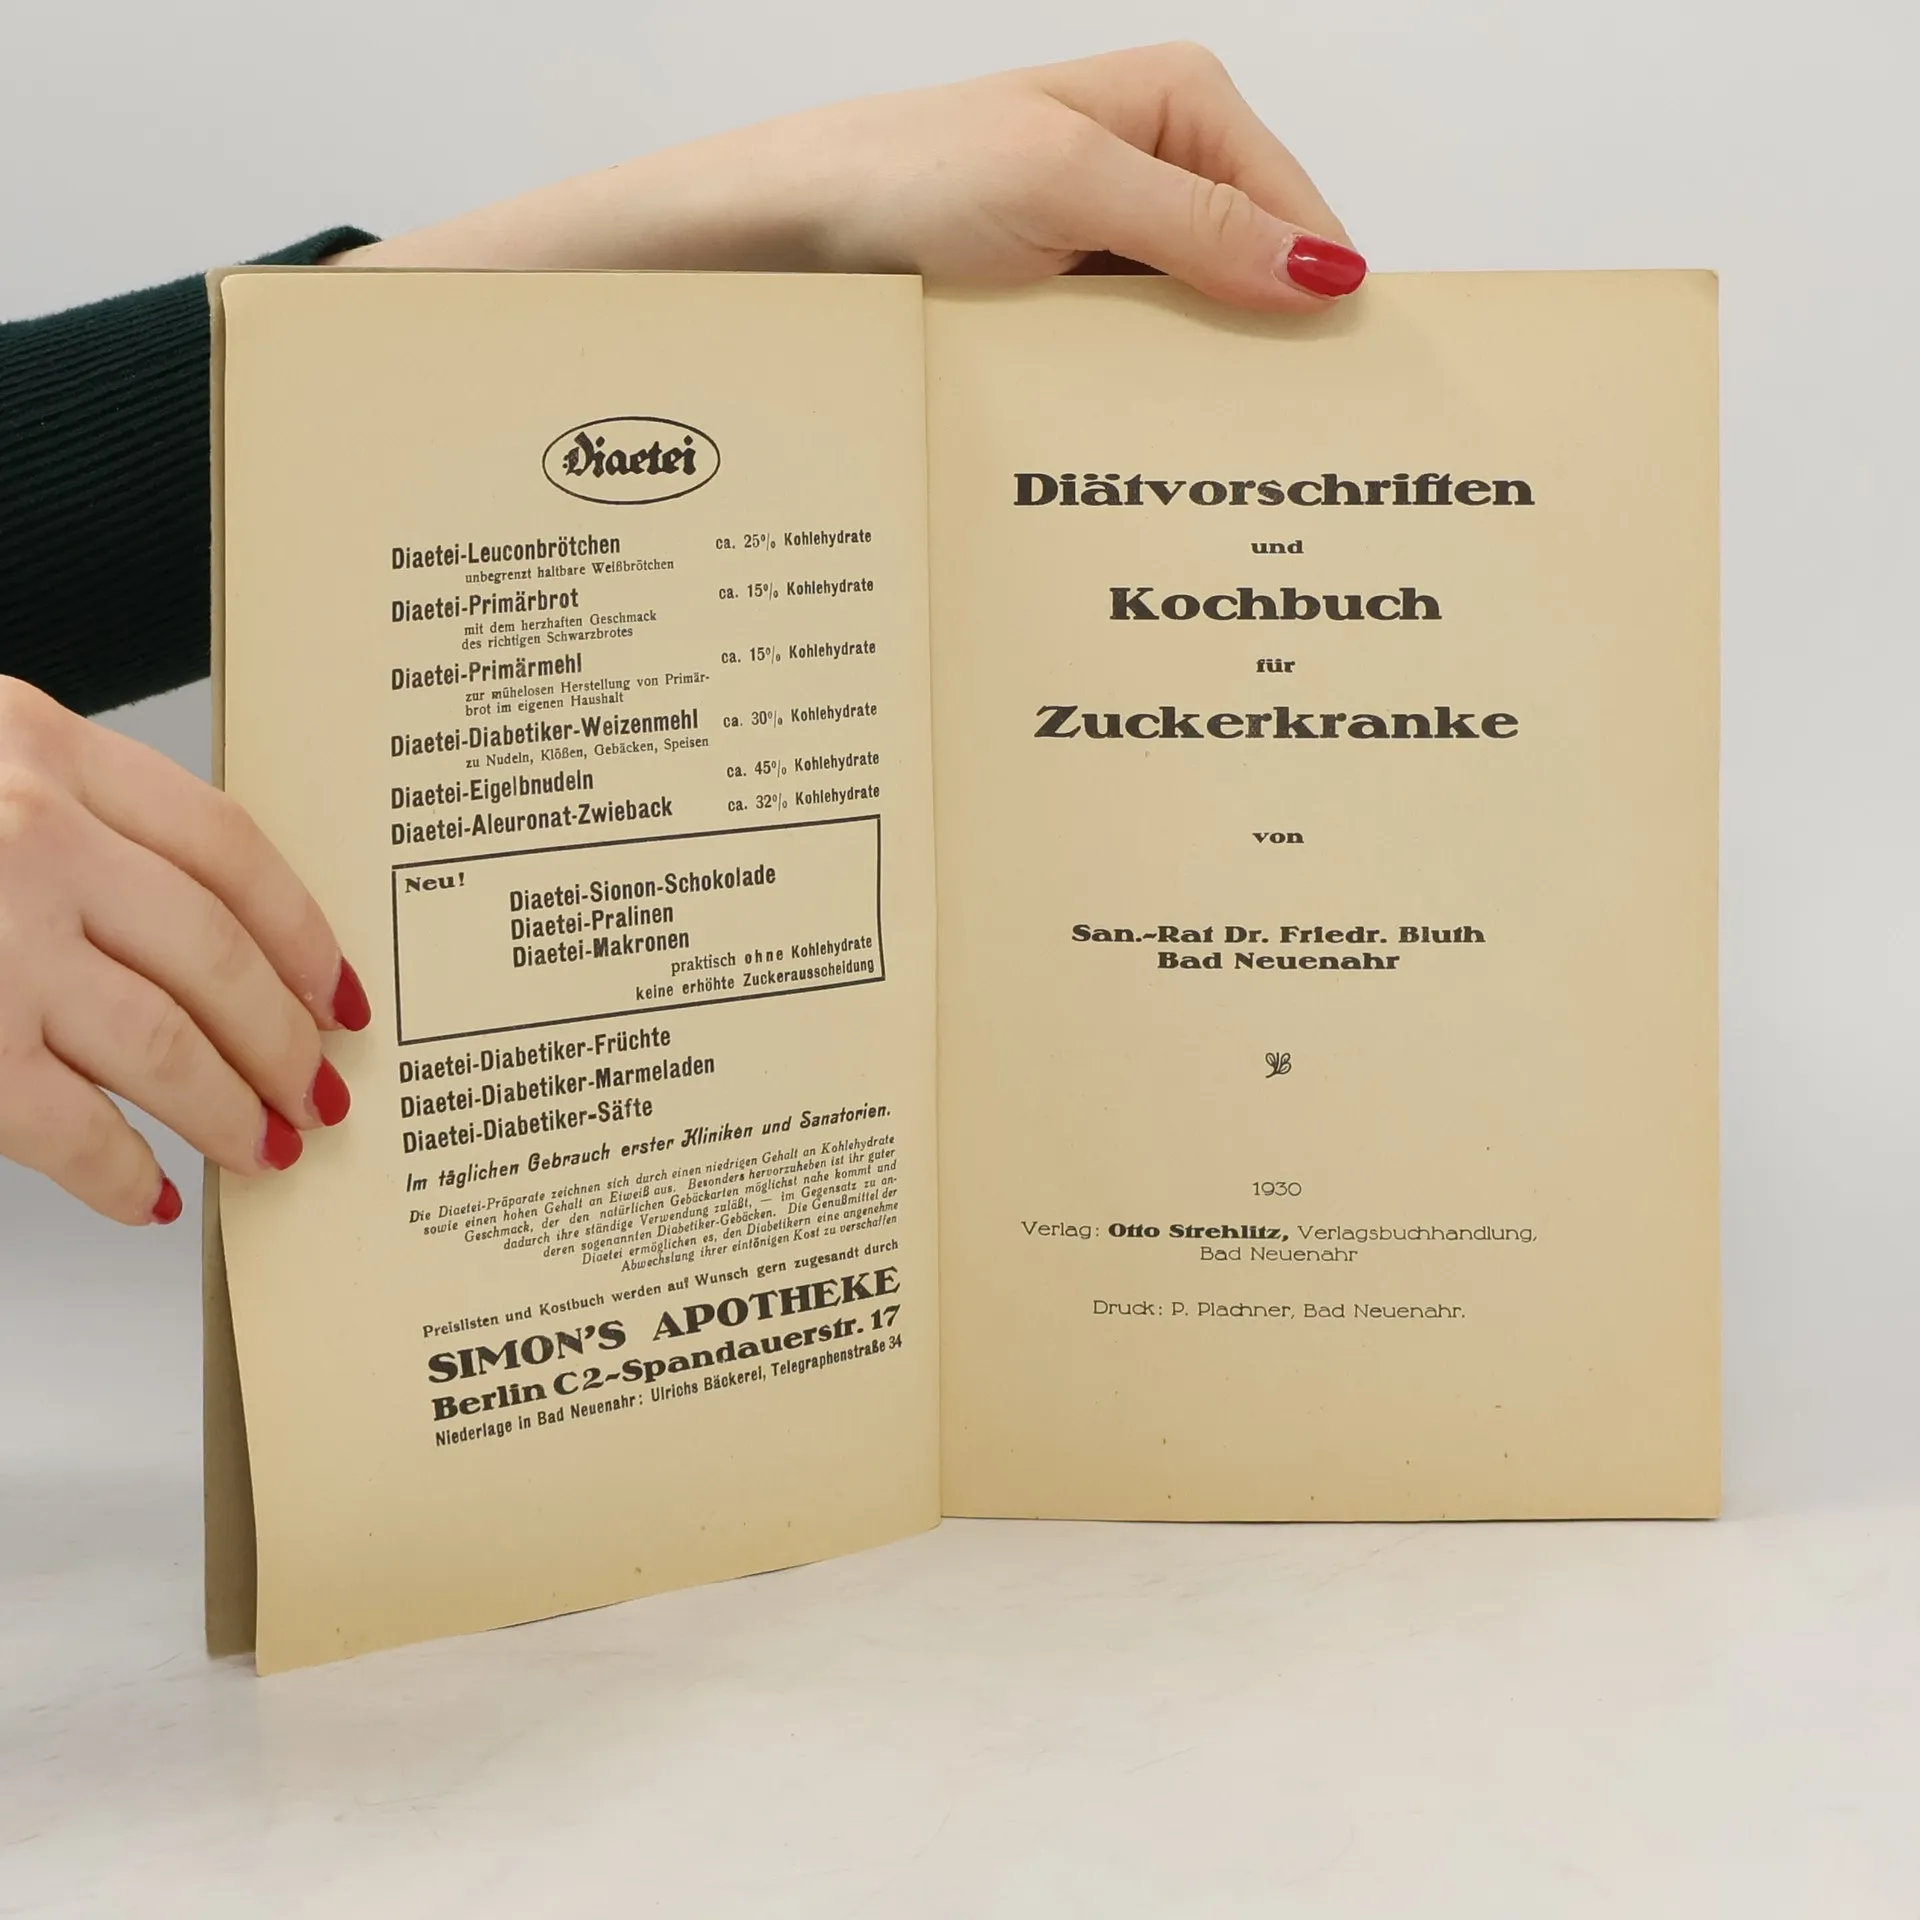 Diaetei
Diaetei-Leuconbrötchen ca. 25% Kohlehydrate
unbegrenzt haltbare Weißbrötchen
Diaetei-Primärbrot ca. 15% Kohlehydrate
mit dem herzhaften Geschmack
des richtigen Schwarzbrotes
Diaetei-Primärmehl ca. 15% Kohlehydrate
zur mühelosen Herstellung von Primär-
brot im eigenen Haushalt
Diaetei-Diabetiker-Weizenmehl ca. 30% Kohlehydrate
zu Nudeln, Klößen, Gebäcken, Speisen
Diaetei-Eigelbnudeln ca. 45% Kohlehydrate
Diaetei-Aleuronat-Zwieback ca. 32% Kohlehydrate
Neu!
Diaetei-Sionon-Schokolade
Diaetei-Pralinen
Diaetei-Makronen
praktisch ohne Kohlehydrate
keine erhöhte Zuckerausscheidung
Diaetei-Diabetiker-Früchte
Diaetei-Diabetiker-Marmeladen
Diaetei-Diabetiker-Säfte
Im täglichen Gebrauch erster Kliniken und Sanatorien.
Die Diaetei-Präparate zeichnen sich durch einen niedrigen Gehalt an Kohlehydrate
sowie einen hohen Gehalt an Eiweiß aus. Besonders hervorzuheben ist ihr guter
Geschmack, der den natürlichen Gebäckarten möglichst nahe kommt und
dadurch ihre ständige Verwendung zuläßt, — im Gegensatz zu an-
deren sogenannten Diabetiker-Gebäcken. Die Genußmittel der
Diaetei ermöglichen es, den Diabetikern eine angenehme
Abwechslung ihrer eintönigen Kost zu verschaffen
Preislisten und Kostbuch werden auf Wunsch gern zugesandt durch
SIMON'S APOTHEKE
Berlin C2-Spandauerstr. 17
Niederlage in Bad Neuenahr: Ulrichs Bäckerei, Telegraphenstraße 34
Diätvorschriften
und
Kochbuch
für
Zuckerkranke
von
San.-Rat Dr. Friedr. Bluth
Bad Neuenahr
1930
Verlag: Otto Strehlitz, Verlagsbuchhandlung,
Bad Neuenahr
Druck: P. Plachner, Bad Neuenahr.